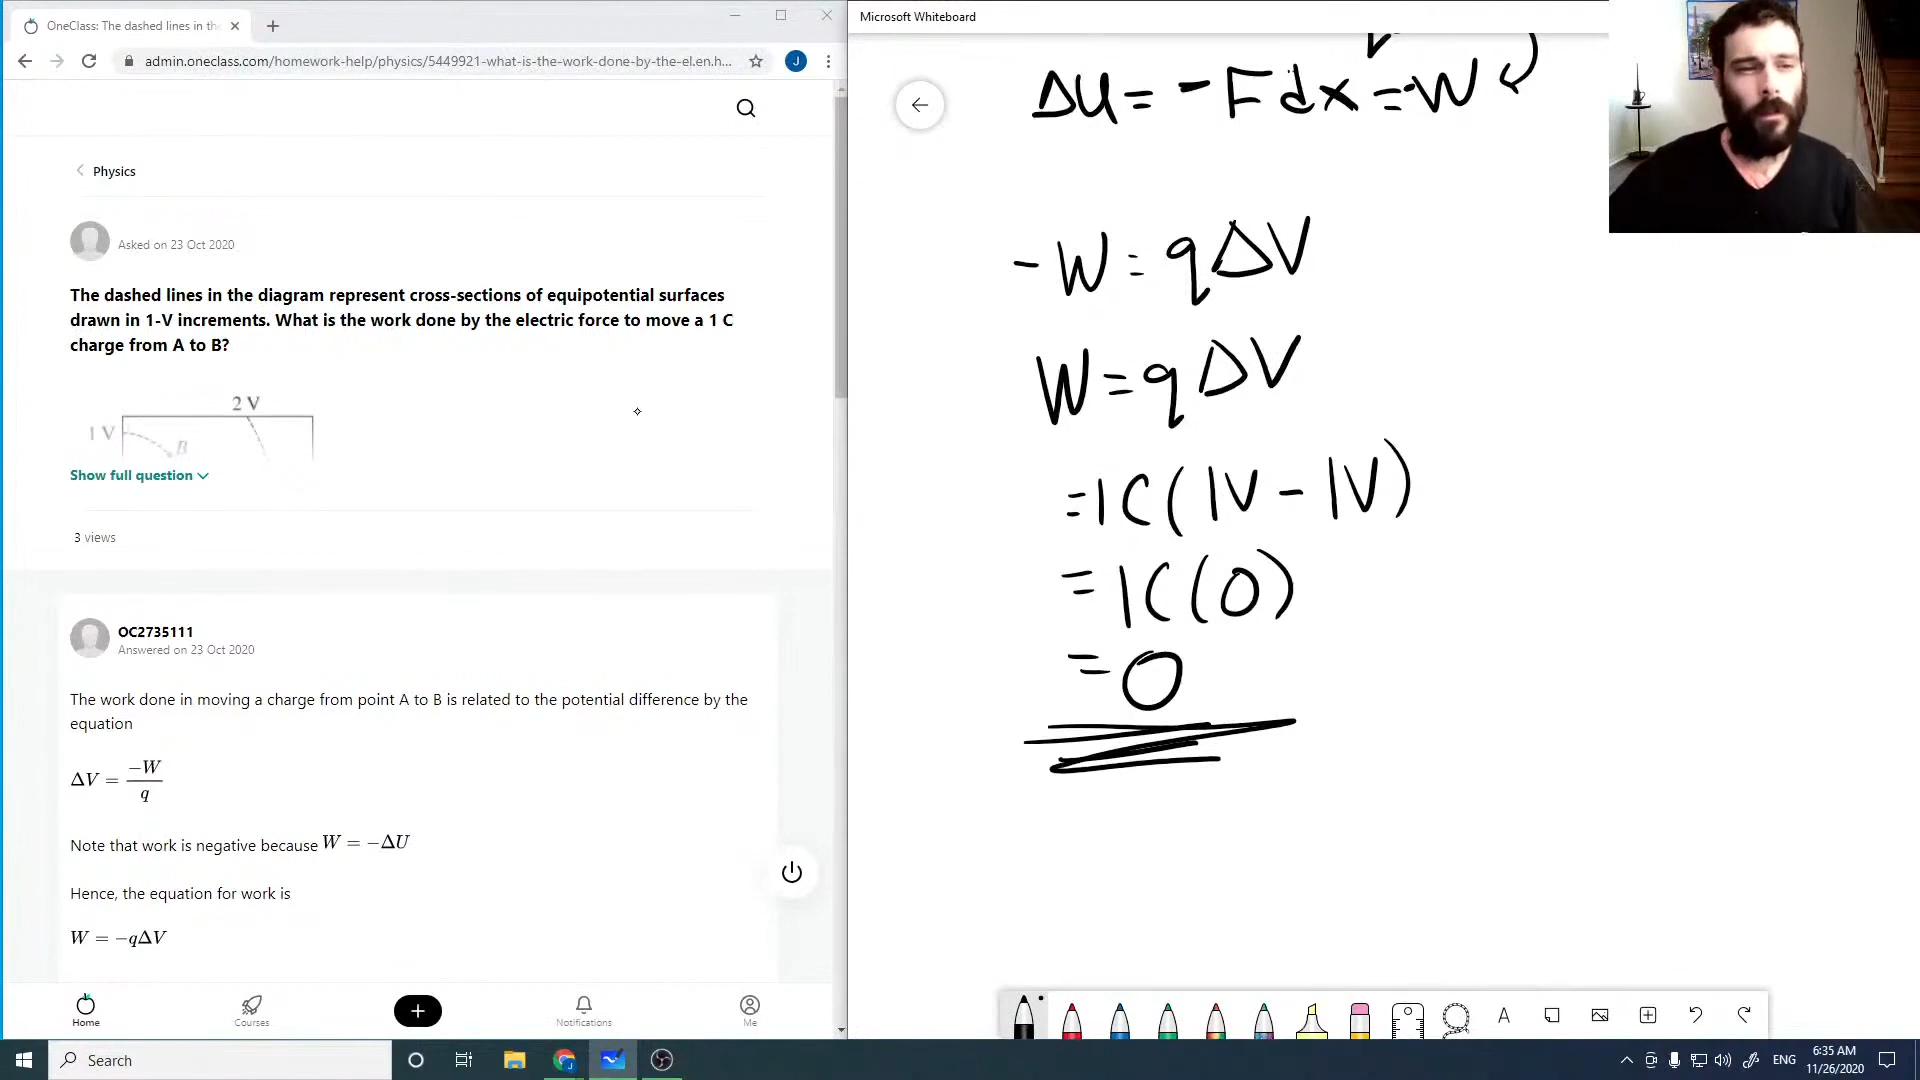 OneClass: The dashed lines in the
Microsoft Whiteboard
admin.oneclass.com/homework-help/physics/5449921-what-is-the-work-done-by-the-el.en.h...
J
Physics
Asked on 23 Oct 2020
The dashed lines in the diagram represent cross-sections of equipotential surfaces
drawn in 1-V increments. What is the work done by the electric force to move a 1 C
charge from A to B?
2 V
1 V
B
Show full question
3 views
OC2735111
Answered on 23 Oct 2020
The work done in moving a charge from point A to B is related to the potential difference by the
equation
ΔV = −W/q
Note that work is negative because W = −ΔU
Hence, the equation for work is
W = −qΔV
Home
Courses
Notifications
Me
ΔU = - F dx = -W
-W = qΔV
W = qΔV
= 1C(1V - 1V)
= 1C(0)
= 0
A
Search
ENG
6:35 AM
11/26/2020